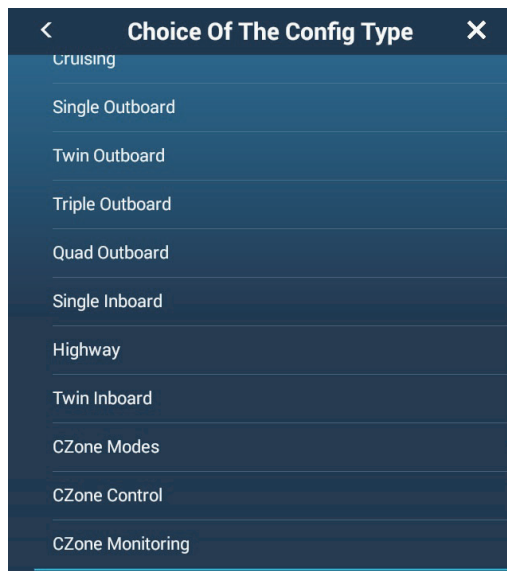 Choice Of The Config Type
Cruising
Single Outboard
Twin Outboard
Triple Outboard
Quad Outboard
Single Inboard
Highway
Twin Inboard
CZone Modes
CZone Control
CZone Monitoring